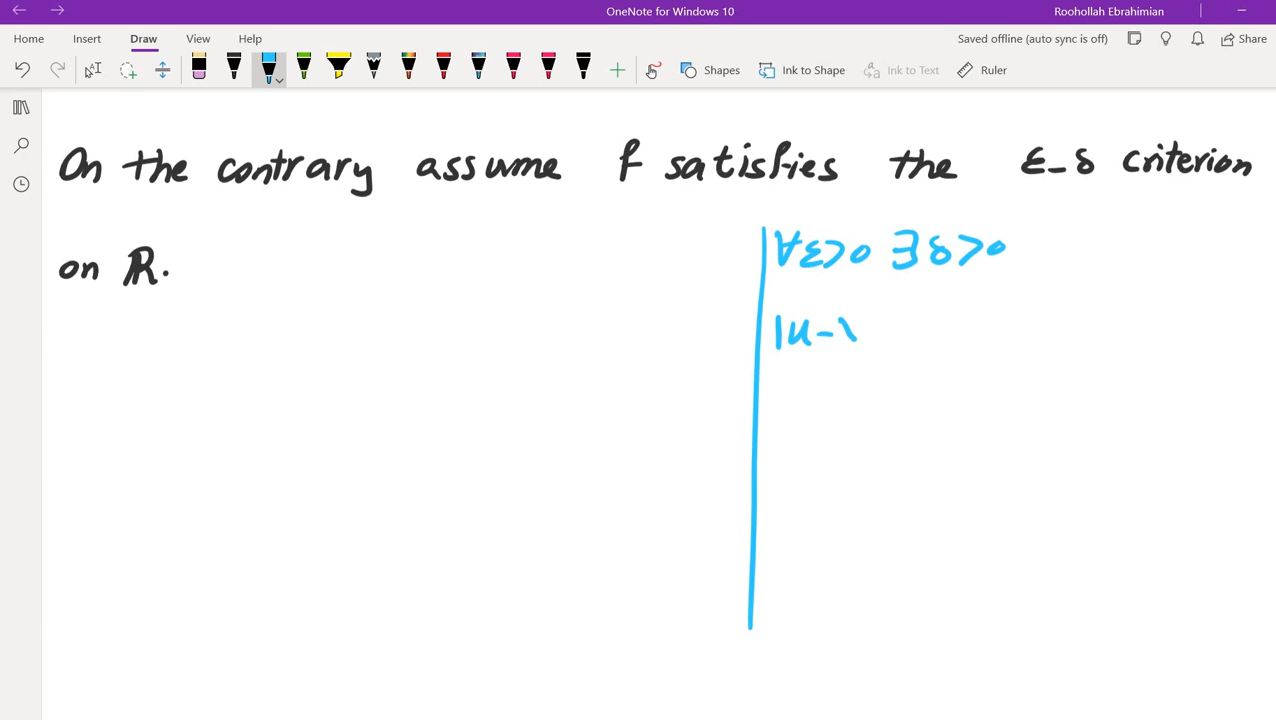 OneNote for Windows 10
Roohollah Ebrahimian
Home Insert Draw View Help
Saved offline (auto sync is off)
Share
Shapes
Ink to Shape
Ink to Text
Ruler
On the contrary assume f satisfies the ε-δ criterion
on ℝ.
∀ε>0 ∃δ>0
|u-